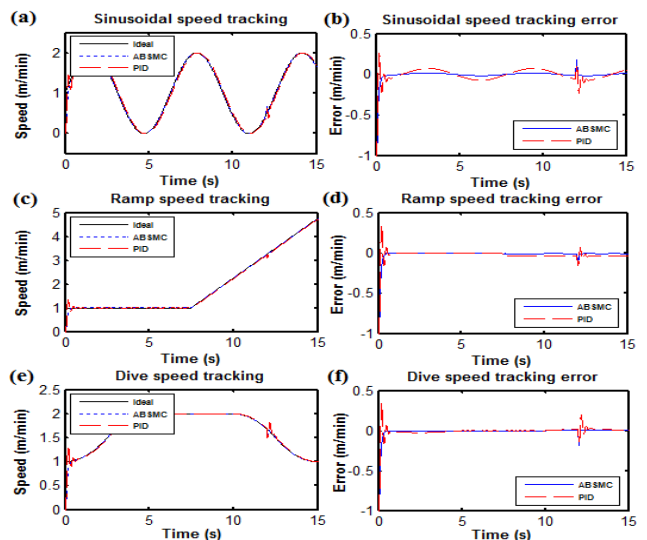 (a) Sinusoidal speed tracking
Speed (m/min)
2
1
0
Ideal
ABSMC
PID
0 5 10 15
Time (s)
(b) Sinusoidal speed tracking error
Error (m/min)
0.5
0
-0.5
-1
ABSMC
PID
0 5 10 15
Time (s)
(c) Ramp speed tracking
Speed (m/min)
5
4
3
2
1
0
Ideal
ABSMC
PID
0 5 10 15
Time (s)
(d) Ramp speed tracking error
Error (m/min)
0.5
0
-0.5
-1
ABSMC
PID
0 5 10 15
Time (s)
(e) Dive speed tracking
Speed (m/min)
2.5
2
1.5
1
0.5
0
Ideal
ABSMC
PID
0 5 10 15
Time (s)
(f) Dive speed tracking error
Error (m/min)
0.5
0
-0.5
-1
ABSMC
PID
0 5 10 15
Time (s)